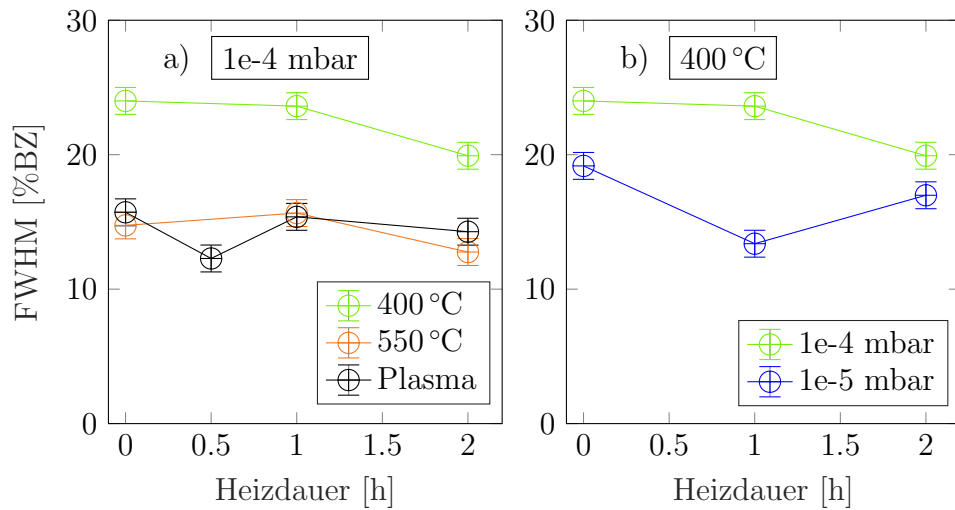 a) 1e-4 mbar
30
20
10
0
FWHM [%BZ]
400 °C
550 °C
Plasma
0 0.5 1 1.5 2
Heizdauer [h]
b) 400 °C
30
20
10
0
1e-4 mbar
1e-5 mbar
0 0.5 1 1.5 2
Heizdauer [h]